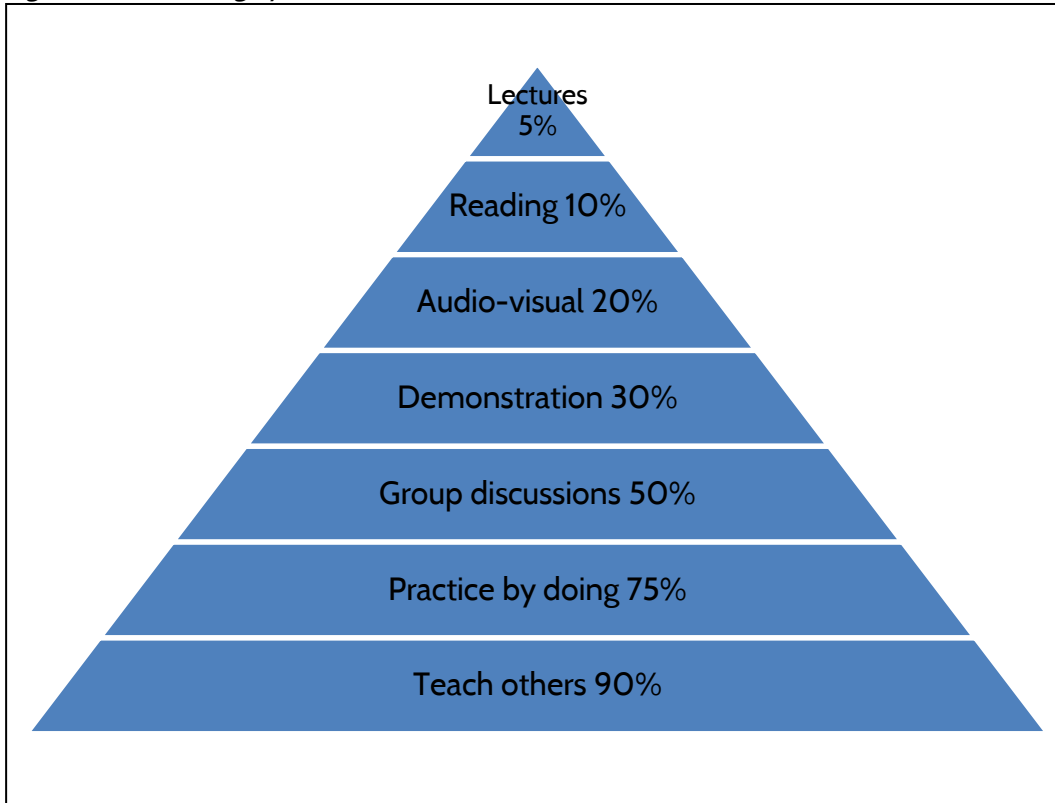 Lectures
5%
Reading 10%
Audio-visual 20%
Demonstration 30%
Group discussions 50%
Practice by doing 75%
Teach others 90%